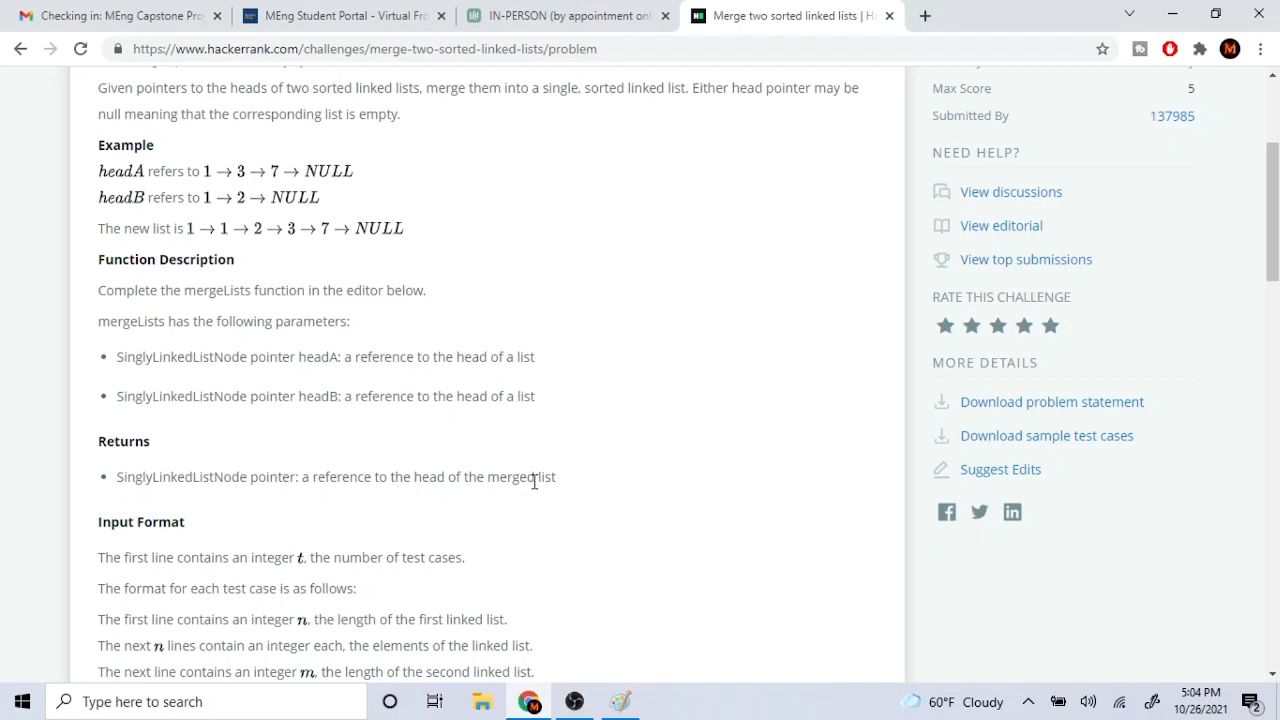 Checking in: MEng Capstone Pro
MEng Student Portal - Virtual Fr
IN-PERSON (by appointment onl
Merge two sorted linked lists | Ha
https://www.hackerrank.com/challenges/merge-two-sorted-linked-lists/problem
Given pointers to the heads of two sorted linked lists, merge them into a single, sorted linked list. Either head pointer may be
null meaning that the corresponding list is empty.
Example
headA refers to 1 → 3 → 7 → NULL
headB refers to 1 → 2 → NULL
The new list is 1 → 1 → 2 → 3 → 7 → NULL
Function Description
Complete the mergeLists function in the editor below.
mergeLists has the following parameters:
• SinglyLinkedListNode pointer headA: a reference to the head of a list
• SinglyLinkedListNode pointer headB: a reference to the head of a list
Returns
• SinglyLinkedListNode pointer: a reference to the head of the merged list
Input Format
The first line contains an integer t, the number of test cases.
The format for each test case is as follows:
The first line contains an integer n, the length of the first linked list.
The next n lines contain an integer each, the elements of the linked list.
The next line contains an integer m, the length of the second linked list.
Max Score 5
Submitted By 137985
NEED HELP?
View discussions
View editorial
View top submissions
RATE THIS CHALLENGE
MORE DETAILS
Download problem statement
Download sample test cases
Suggest Edits
Type here to search
60°F Cloudy
5:04 PM
10/26/2021
2